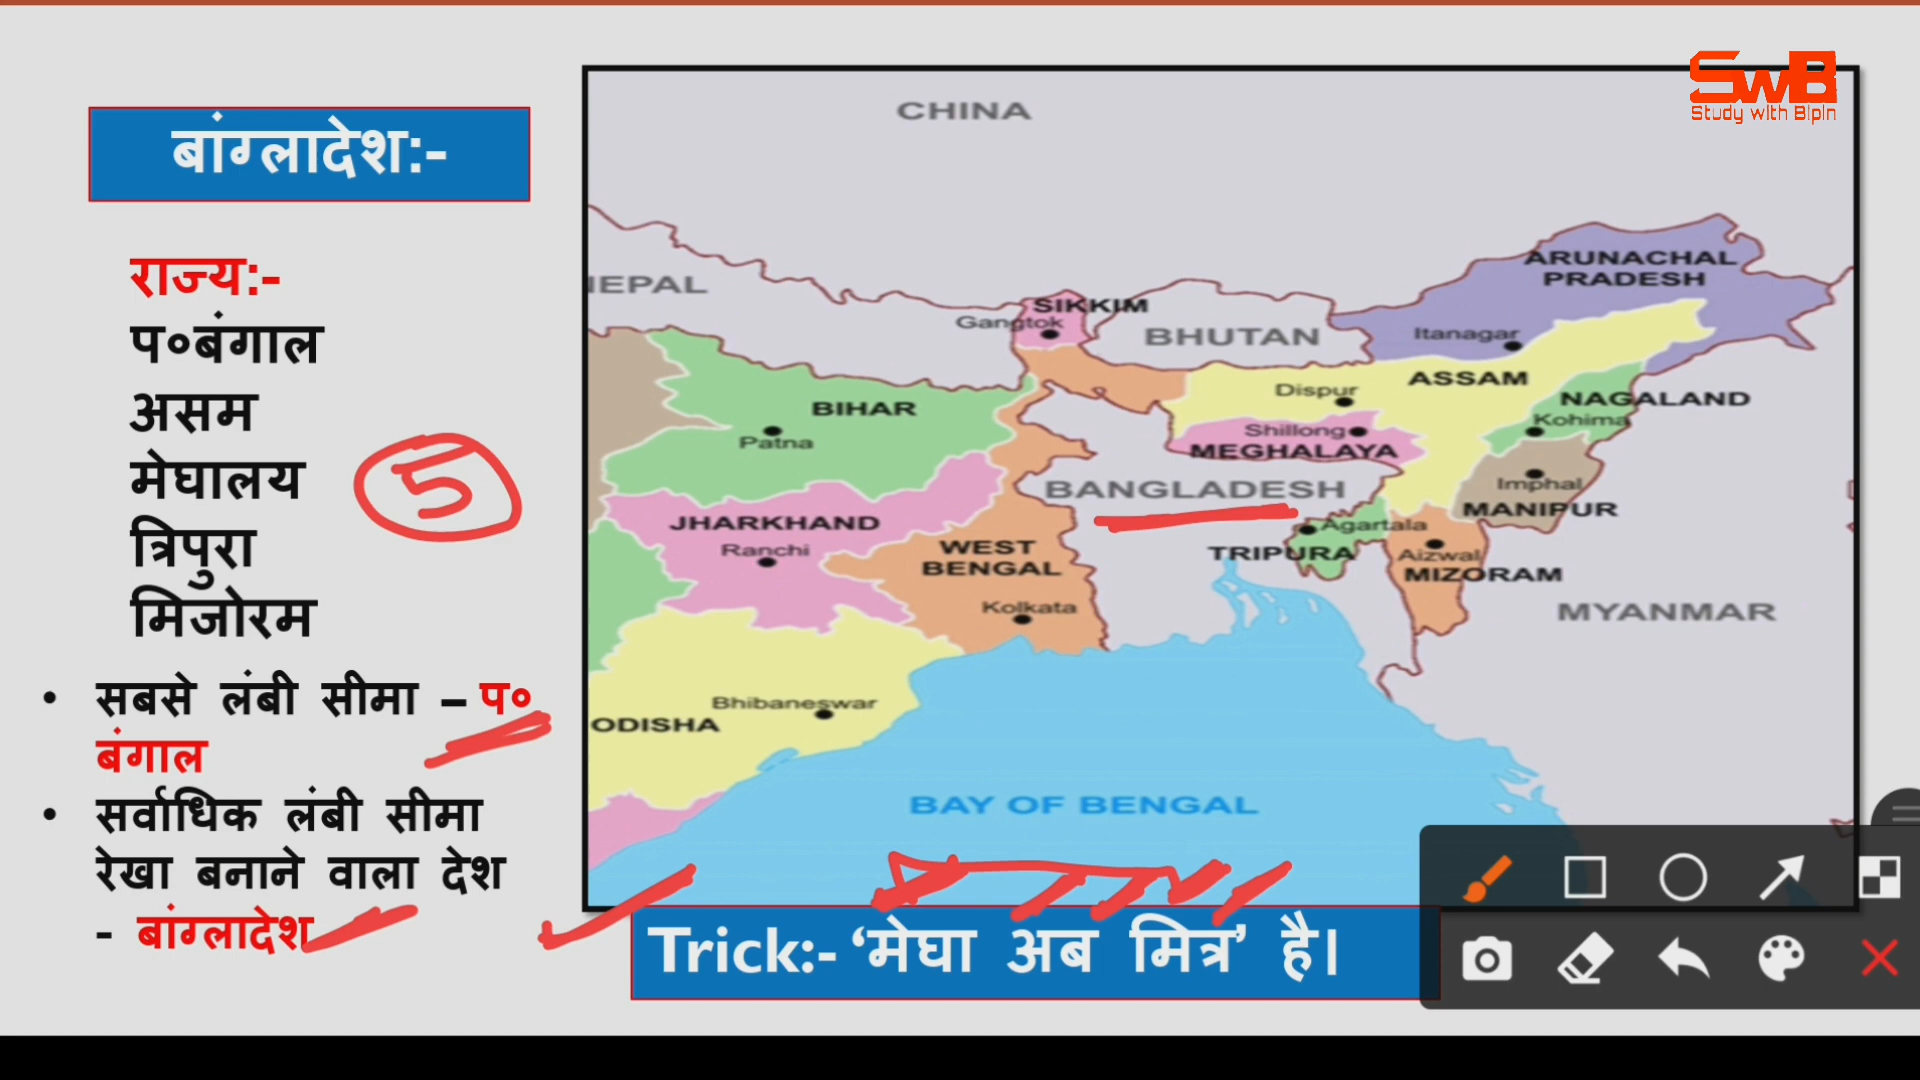 SwB
Study with Bipin
बांग्लादेश:-
राज्य:-
प०बंगाल
असम
मेघालय
त्रिपुरा
मिजोरम
5
• सबसे लंबी सीमा – प०
बंगाल
• सर्वाधिक लंबी सीमा
रेखा बनाने वाला देश
- बांग्लादेश
CHINA
NEPAL
SIKKIM
Gangtok
BHUTAN
ARUNACHAL
PRADESH
Itanagar
ASSAM
Dispur
NAGALAND
Kohima
BIHAR
Patna
Shillong
MEGHALAYA
BANGLADESH
Imphal
MANIPUR
JHARKHAND
Ranchi
WEST
BENGAL
Kolkata
Agartala
TRIPURA
Aizwal
MIZORAM
MYANMAR
Bhibaneswar
ODISHA
BAY OF BENGAL
Trick:- ‘मेघा अब मित्र’ है।